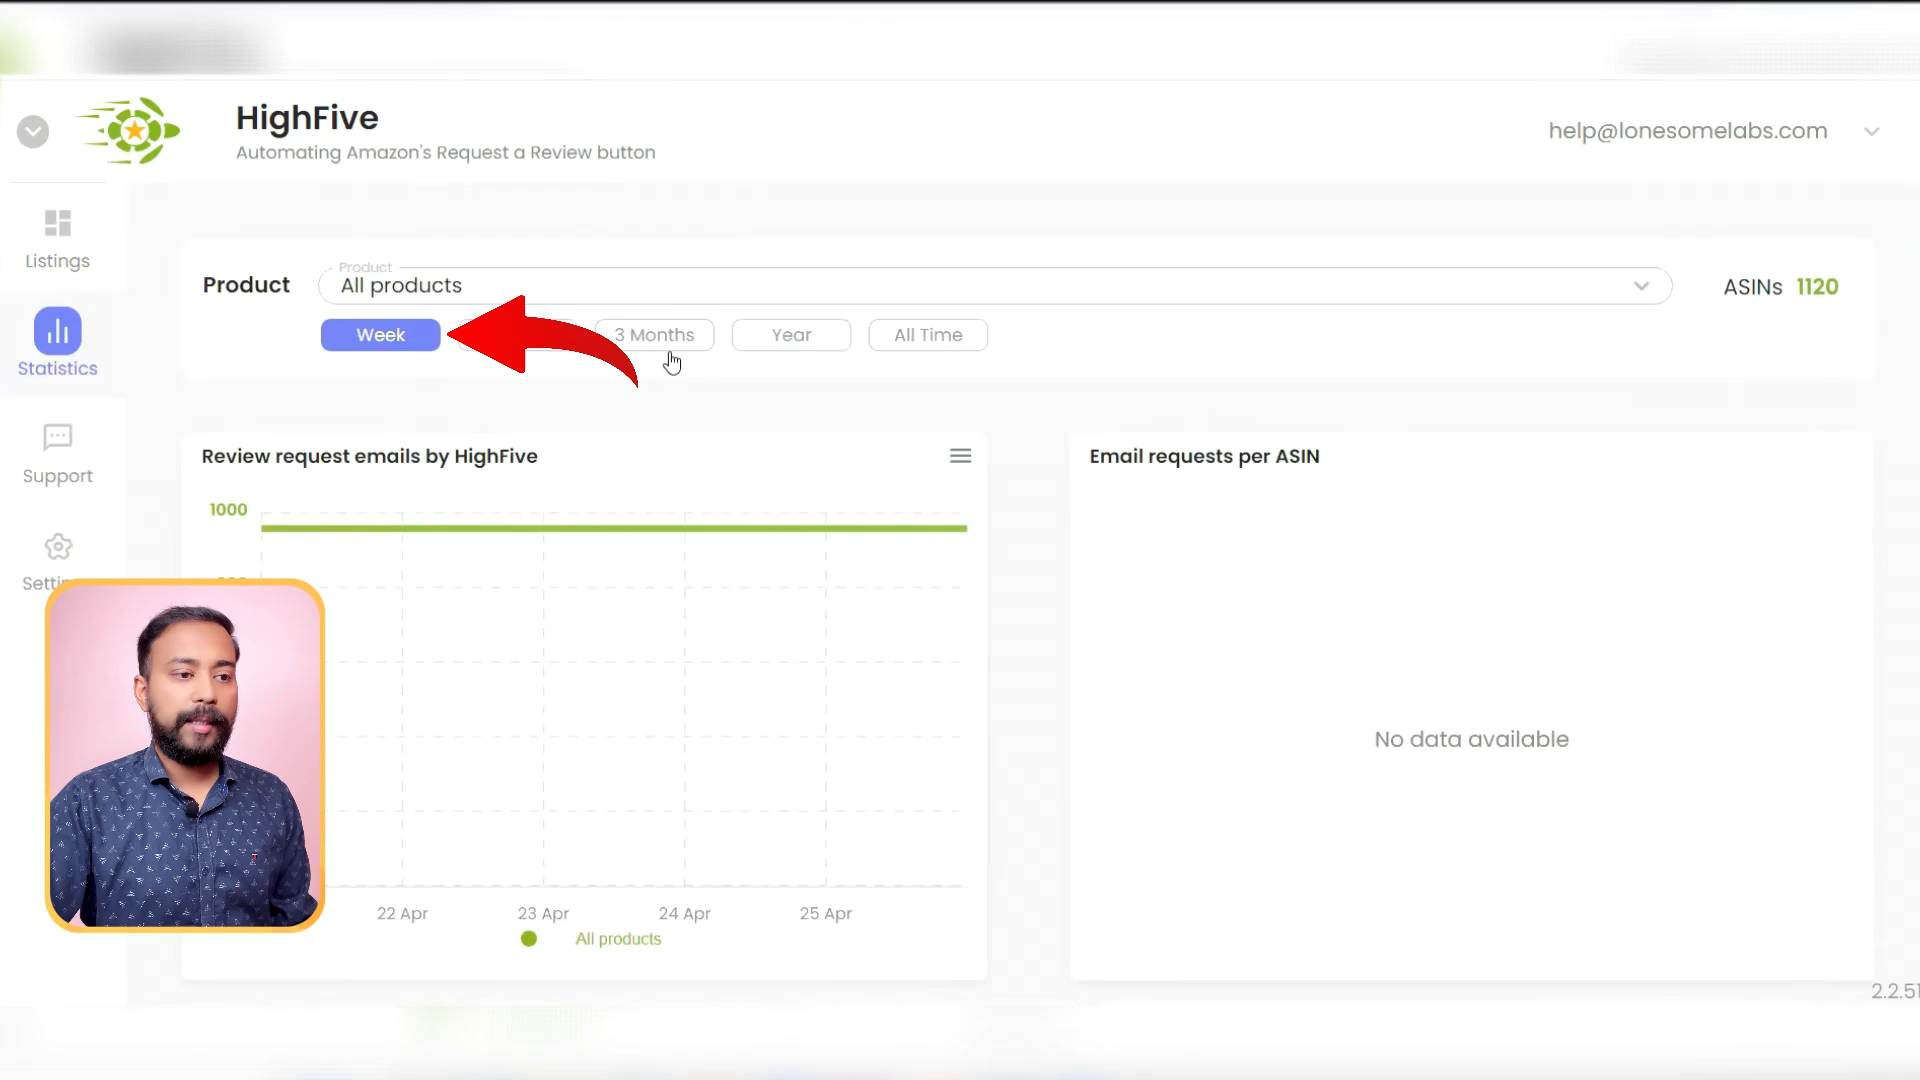 HighFive
Automating Amazon's Request a Review button
help@lonesomelabs.com
Listings
Statistics
Support
Product
Product
All products
ASINs 1120
Week
3 Months
Year
All Time
Review request emails by HighFive
1000
22 Apr
23 Apr
24 Apr
25 Apr
All products
Email requests per ASIN
No data available
2.2.51